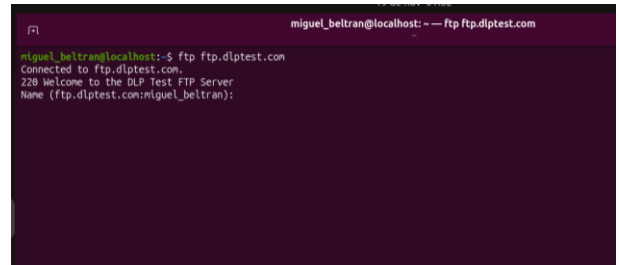 miguel_beltran@localhost: ~ — ftp ftp.dlptest.com
miguel_beltran@localhost:~$ ftp ftp.dlptest.com
Connected to ftp.dlptest.com.
220 Welcome to the DLP Test FTP Server
Name (ftp.dlptest.com:miguel_beltran):